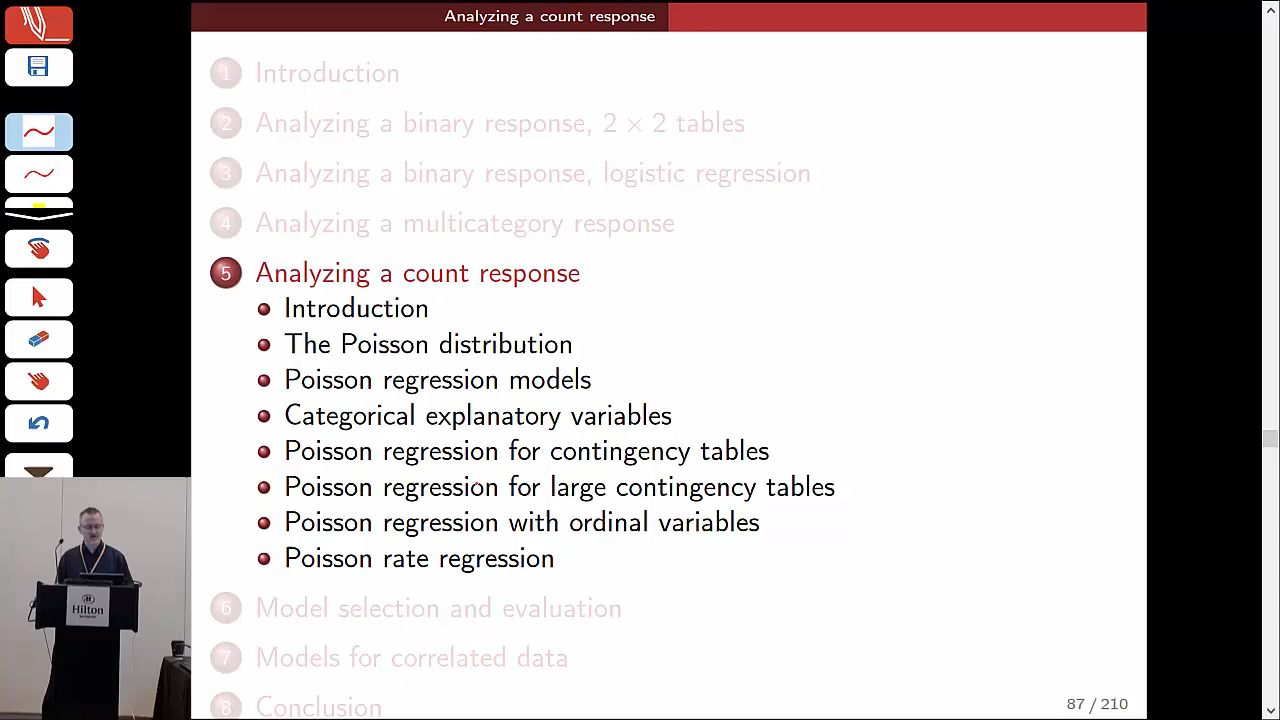 Analyzing a count response
1 Introduction
2 Analyzing a binary response, 2 × 2 tables
3 Analyzing a binary response, logistic regression
4 Analyzing a multicategory response
5 Analyzing a count response
Introduction
The Poisson distribution
Poisson regression models
Categorical explanatory variables
Poisson regression for contingency tables
Poisson regression for large contingency tables
Poisson regression with ordinal variables
Poisson rate regression
6 Model selection and evaluation
7 Models for correlated data
8 Conclusion
87 / 210
Hilton